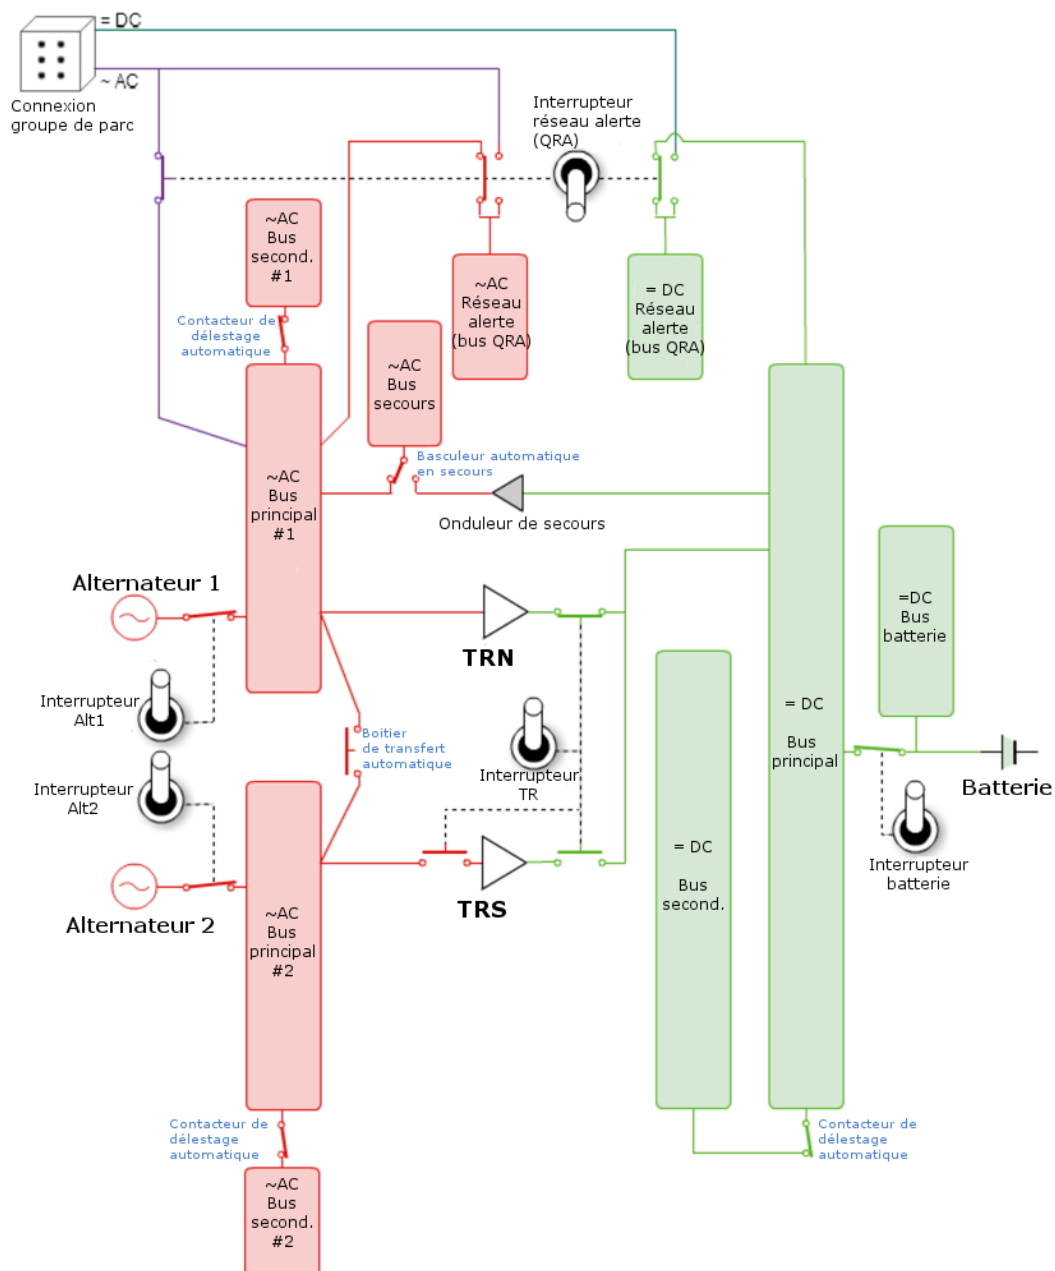 = DC
~ AC
Connexion
groupe de parc
Interrupteur
réseau alerte
(QRA)
~AC
Bus
second.
#1
~AC
Réseau
alerte
(bus QRA)
= DC
Réseau
alerte
(bus QRA)
Contacteur de
délestage
automatique
~AC
Bus
secours
Basculeur automatique
en secours
Onduleur de secours
~AC
Bus
principal
#1
Alternateur 1
Interrupteur
Alt1
TRN
=DC
Bus
batterie
Boitier
de transfert
automatique
Interrupteur
TR
= DC
Bus
principal
Batterie
Interrupteur
Alt2
Interrupteur
batterie
= DC
Bus
second.
Alternateur 2
TRS
~AC
Bus
principal
#2
Contacteur de
délestage
automatique
Contacteur de
délestage
automatique
~AC
Bus
second.
#2